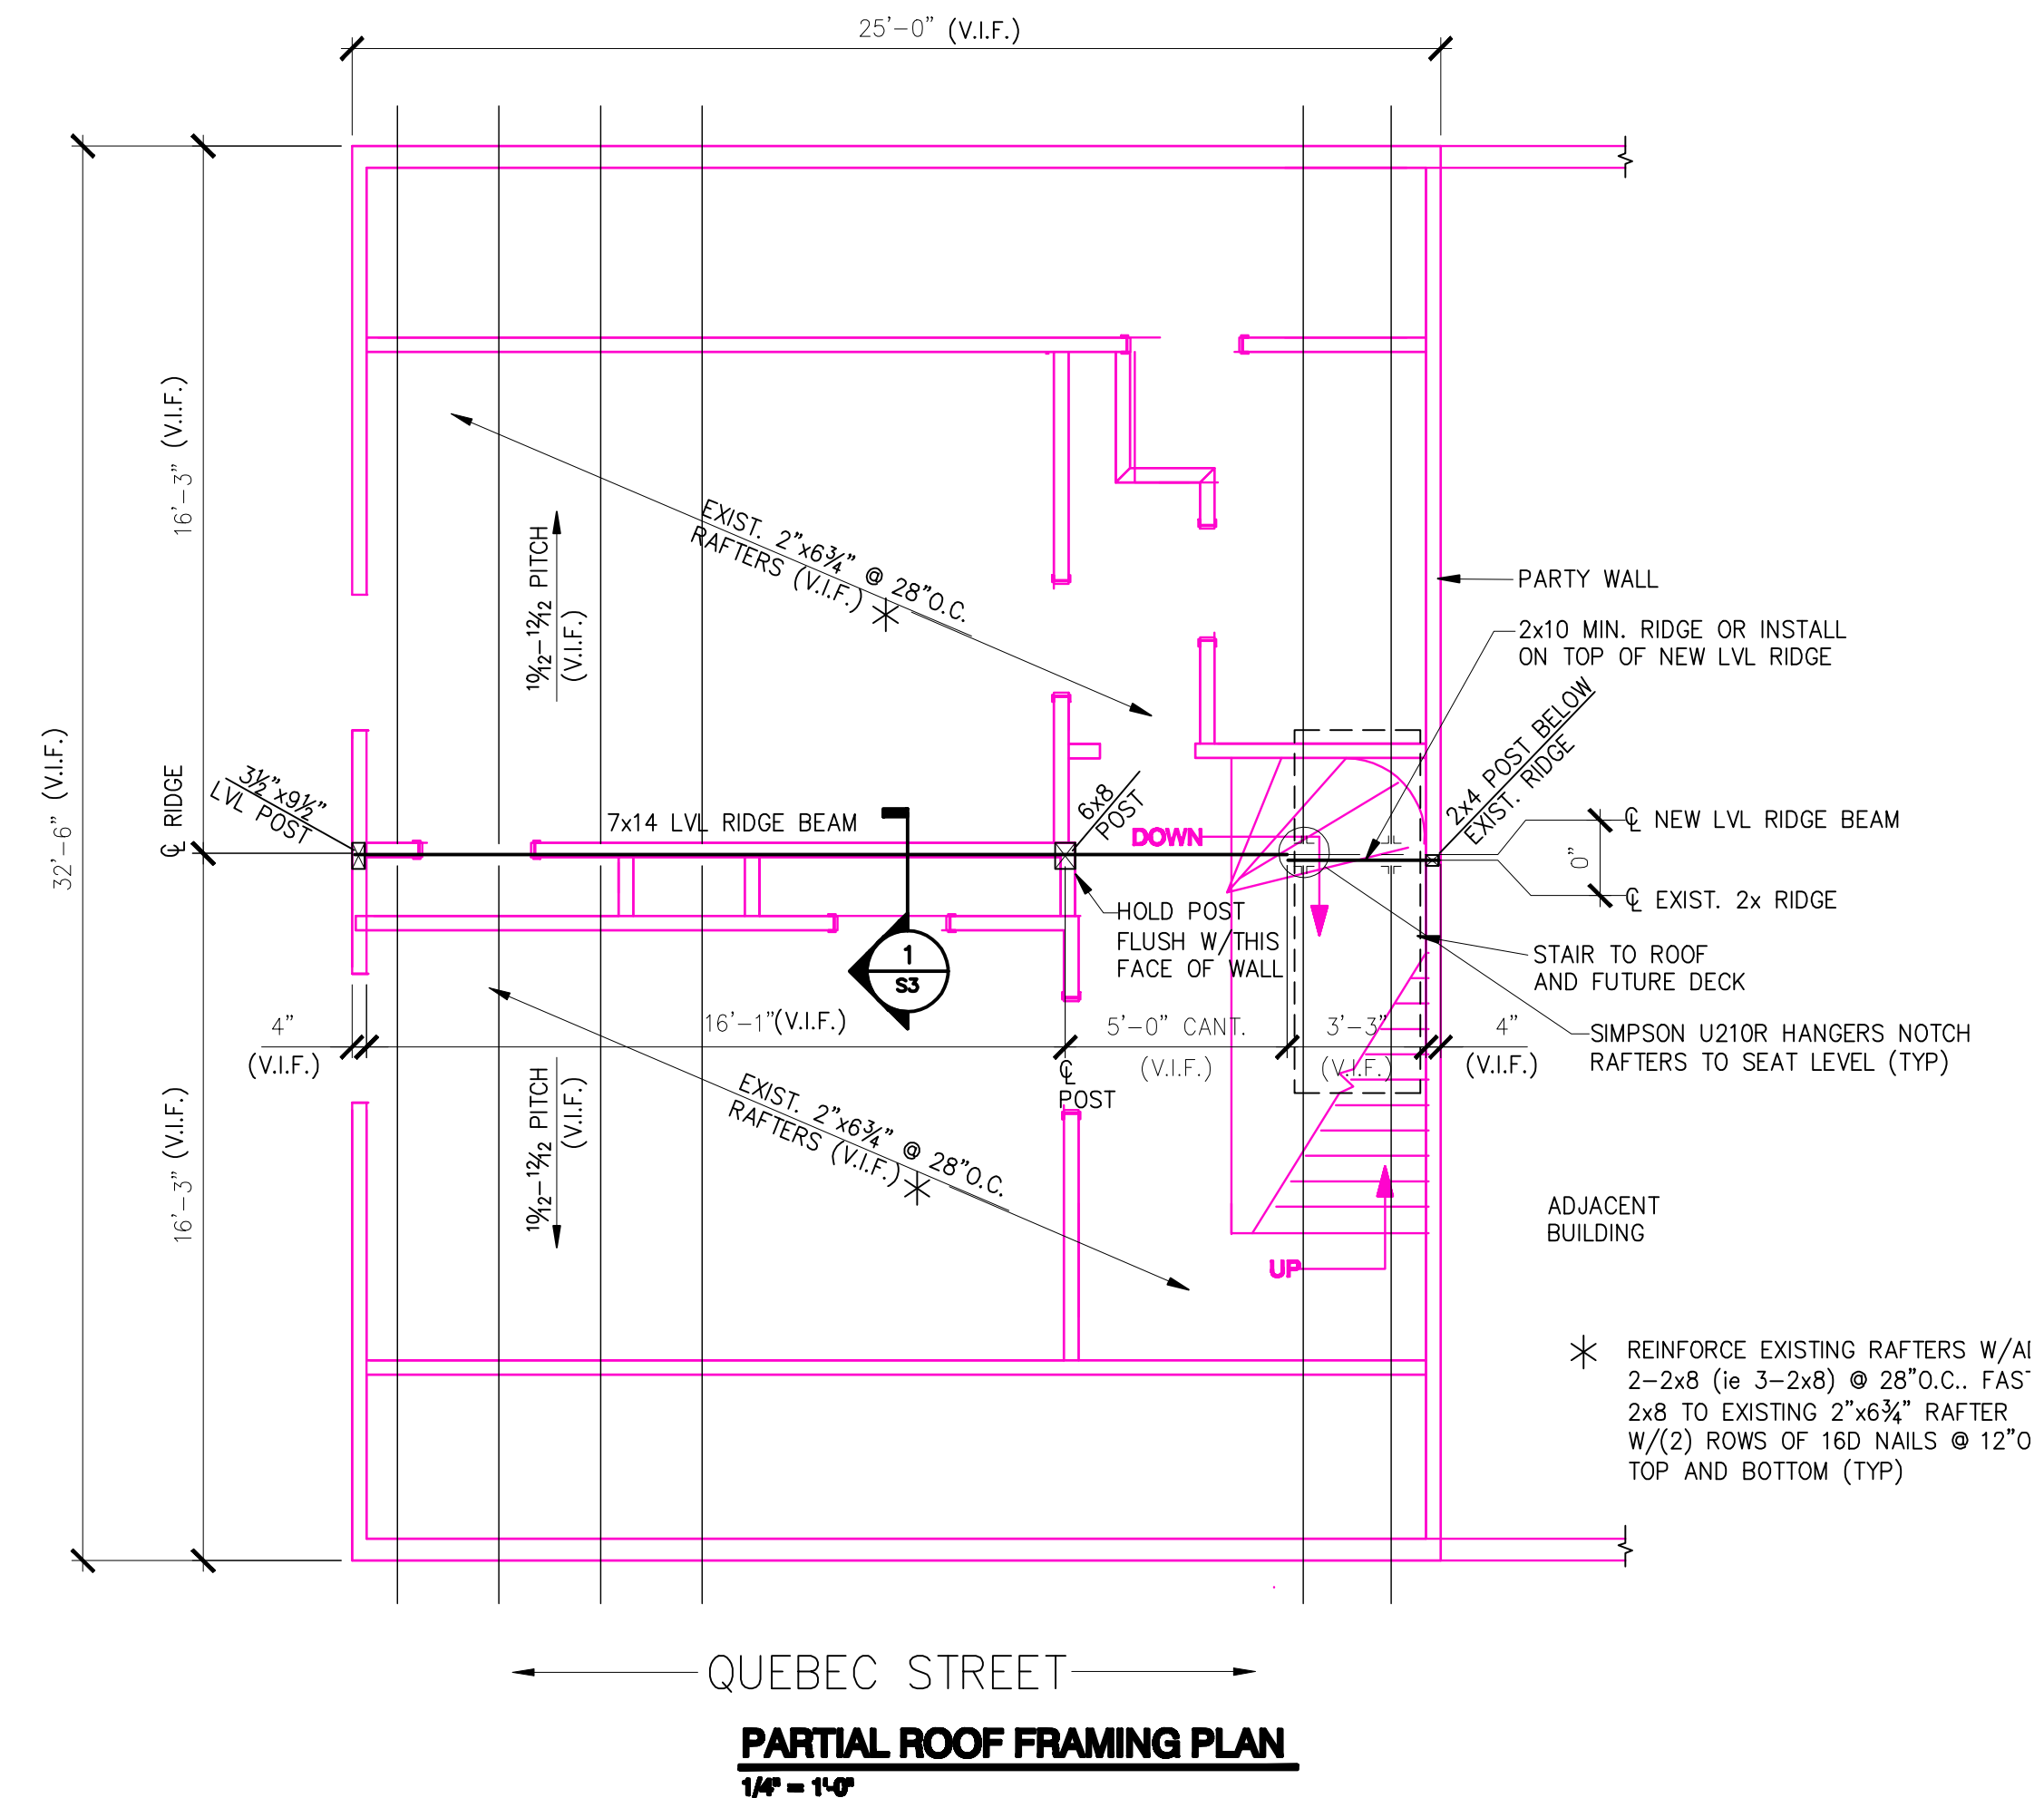 25'-0" (V.I.F.)
16'-3" (V.I.F.)
32'-6" (V.I.F.)
℄ RIDGE
16'-3" (V.I.F.)
EXIST. 2"x6¾" @ 28"O.C.
RAFTERS (V.I.F.) *
10/12-12/12 PITCH
(V.I.F.)
PARTY WALL
2x10 MIN. RIDGE OR INSTALL
ON TOP OF NEW LVL RIDGE
2x4 POST BELOW
EXIST. RIDGE
3½"x9½"
LVL POST
7x14 LVL RIDGE BEAM
6x8
POST
DOWN
℄ NEW LVL RIDGE BEAM
0"
℄ EXIST. 2x RIDGE
HOLD POST
FLUSH W/THIS
FACE OF WALL
1
S3
STAIR TO ROOF
AND FUTURE DECK
4"
(V.I.F.)
16'-1"(V.I.F.)
5'-0" CANT.
(V.I.F.)
3'-3"
(V.I.F.)
4"
(V.I.F.)
SIMPSON U210R HANGERS NOTCH
RAFTERS TO SEAT LEVEL (TYP)
℄
POST
10/12-12/12 PITCH
(V.I.F.)
EXIST. 2"x6¾" @ 28"O.C.
RAFTERS (V.I.F.) *
UP
ADJACENT
BUILDING
* REINFORCE EXISTING RAFTERS W/
2-2x8 (ie 3-2x8) @ 28"O.C..
2x8 TO EXISTING 2"x6¾" RAFTER
W/(2) ROWS OF 16D NAILS @ 12"O
TOP AND BOTTOM (TYP)
QUEBEC STREET
PARTIAL ROOF FRAMING PLAN
1/4" = 1'-0"